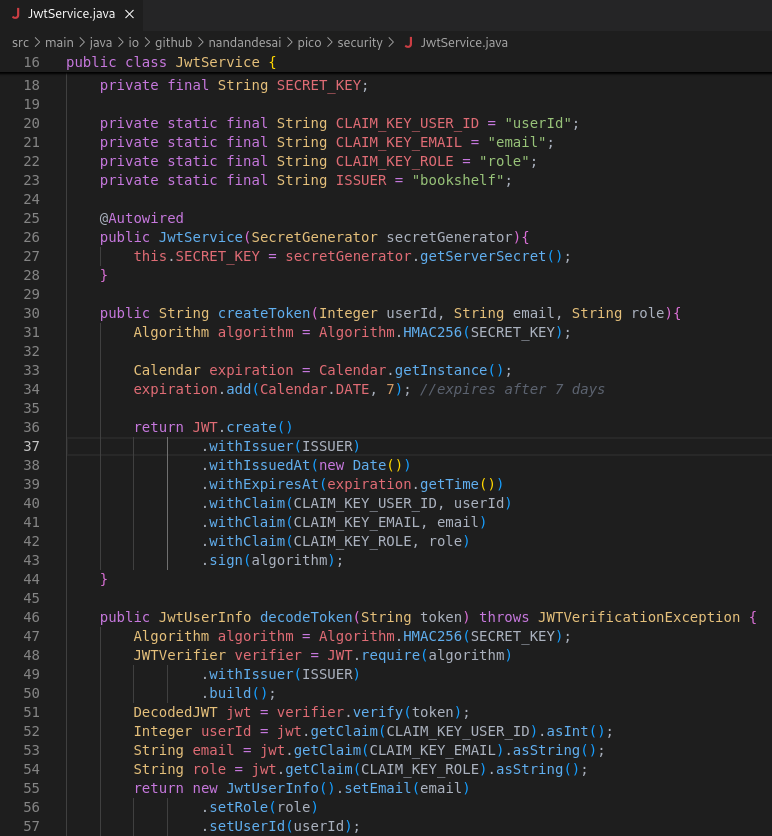 JwtService.java
src > main > java > io > github > nandandesai > pico > security > JwtService.java
16 public class JwtService {
18     private final String SECRET_KEY;
19
20     private static final String CLAIM_KEY_USER_ID = "userId";
21     private static final String CLAIM_KEY_EMAIL = "email";
22     private static final String CLAIM_KEY_ROLE = "role";
23     private static final String ISSUER = "bookshelf";
24
25     @Autowired
26     public JwtService(SecretGenerator secretGenerator){
27         this.SECRET_KEY = secretGenerator.getServerSecret();
28     }
29
30     public String createToken(Integer userId, String email, String role){
31         Algorithm algorithm = Algorithm.HMAC256(SECRET_KEY);
32
33         Calendar expiration = Calendar.getInstance();
34         expiration.add(Calendar.DATE, 7); //expires after 7 days
35
36         return JWT.create()
37                 .withIssuer(ISSUER)
38                 .withIssuedAt(new Date())
39                 .withExpiresAt(expiration.getTime())
40                 .withClaim(CLAIM_KEY_USER_ID, userId)
41                 .withClaim(CLAIM_KEY_EMAIL, email)
42                 .withClaim(CLAIM_KEY_ROLE, role)
43                 .sign(algorithm);
44     }
45
46     public JwtUserInfo decodeToken(String token) throws JWTVerificationException {
47         Algorithm algorithm = Algorithm.HMAC256(SECRET_KEY);
48         JWTVerifier verifier = JWT.require(algorithm)
49                 .withIssuer(ISSUER)
50                 .build();
51         DecodedJWT jwt = verifier.verify(token);
52         Integer userId = jwt.getClaim(CLAIM_KEY_USER_ID).asInt();
53         String email = jwt.getClaim(CLAIM_KEY_EMAIL).asString();
54         String role = jwt.getClaim(CLAIM_KEY_ROLE).asString();
55         return new JwtUserInfo().setEmail(email)
56                 .setRole(role)
57                 .setUserId(userId);